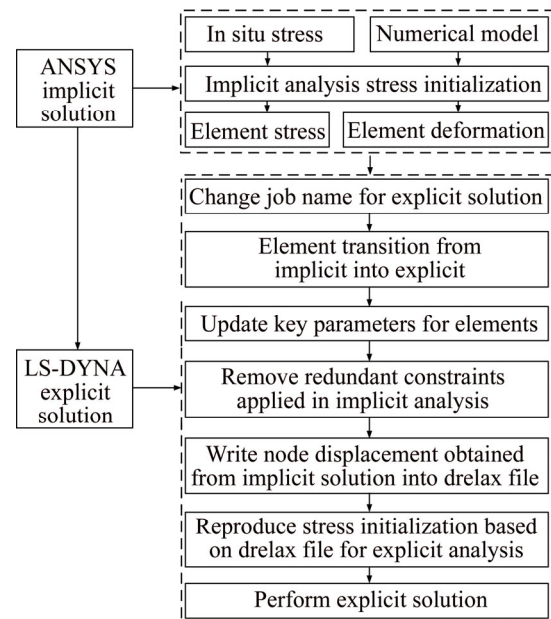 In situ stress
Numerical model
ANSYS
implicit
solution
Implicit analysis stress initialization
Element stress
Element deformation
Change job name for explicit solution
Element transition from
implicit into explicit
Update key parameters for elements
LS-DYNA
explicit
solution
Remove redundant constraints
applied in implicit analysis
Write node displacement obtained
from implicit solution into drelax file
Reproduce stress initialization based
on drelax file for explicit analysis
Perform explicit solution